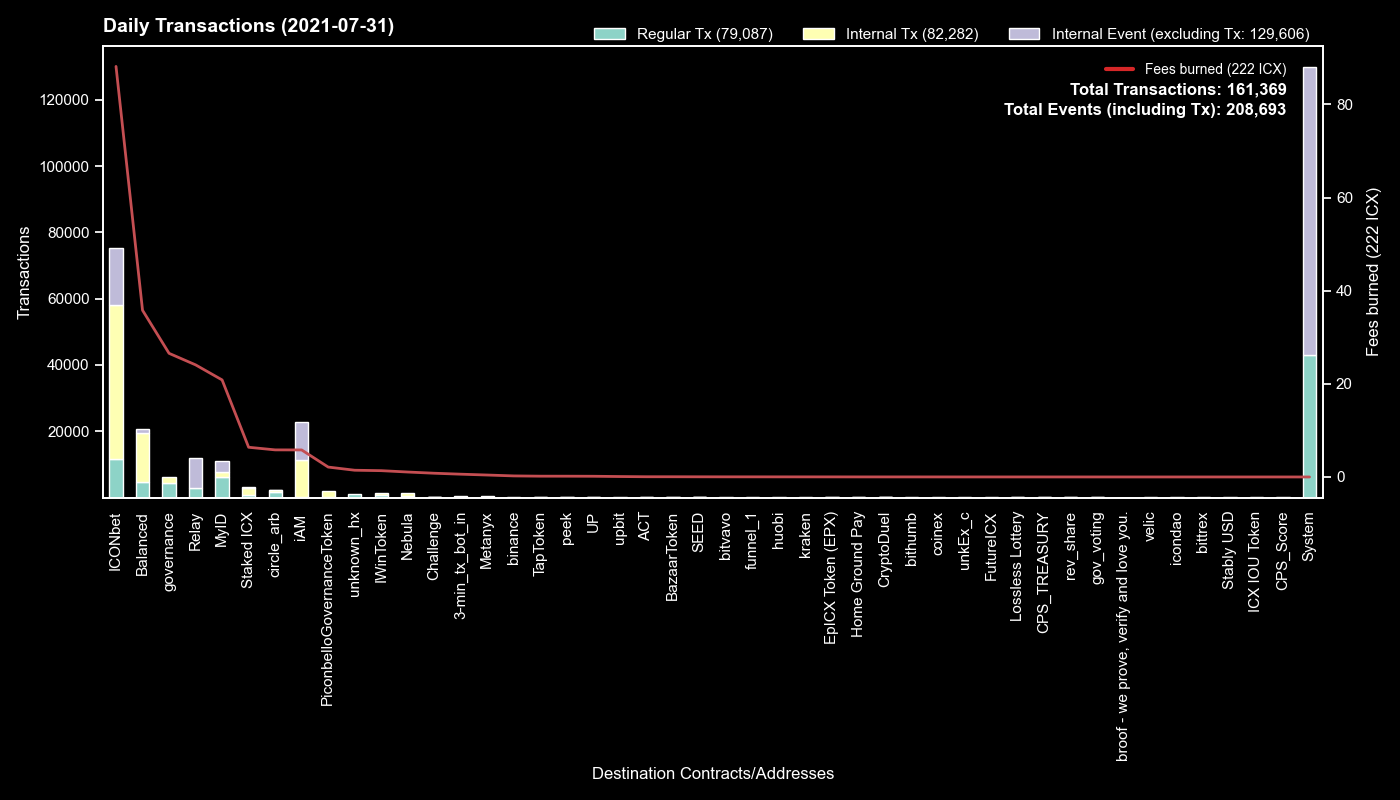 Daily Transactions (2021-07-31)
Regular Tx (79,087)
Internal Tx (82,282)
Internal Event (excluding Tx: 129,606)
Fees burned (222 ICX)
Total Transactions: 161,369
Total Events (including Tx): 208,693
Transactions
120000
100000
80000
60000
40000
20000
80
60
40
20
0
Fees burned (222 ICX)
ICONbet
Balanced
governance
Relay
MyID
Staked ICX
circle_arb
iAM
PiconbelloGovernanceToken
unknown_hx
IWinToken
Nebula
Challenge
3-min_tx_bot_in
Metanyx
binance
TapToken
peek
UP
upbit
ACT
BazaarToken
SEED
bitvavo
funnel_1
huobi
kraken
EpICX Token (EPX)
Home Ground Pay
CryptoDuel
bithumb
coinex
unkEx_c
FutureICX
Lossless Lottery
CPS_TREASURY
rev_share
gov_voting
broof - we prove, verify and love you.
velic
icondao
bittrex
Stably USD
ICX IOU Token
CPS_Score
System
Destination Contracts/Addresses